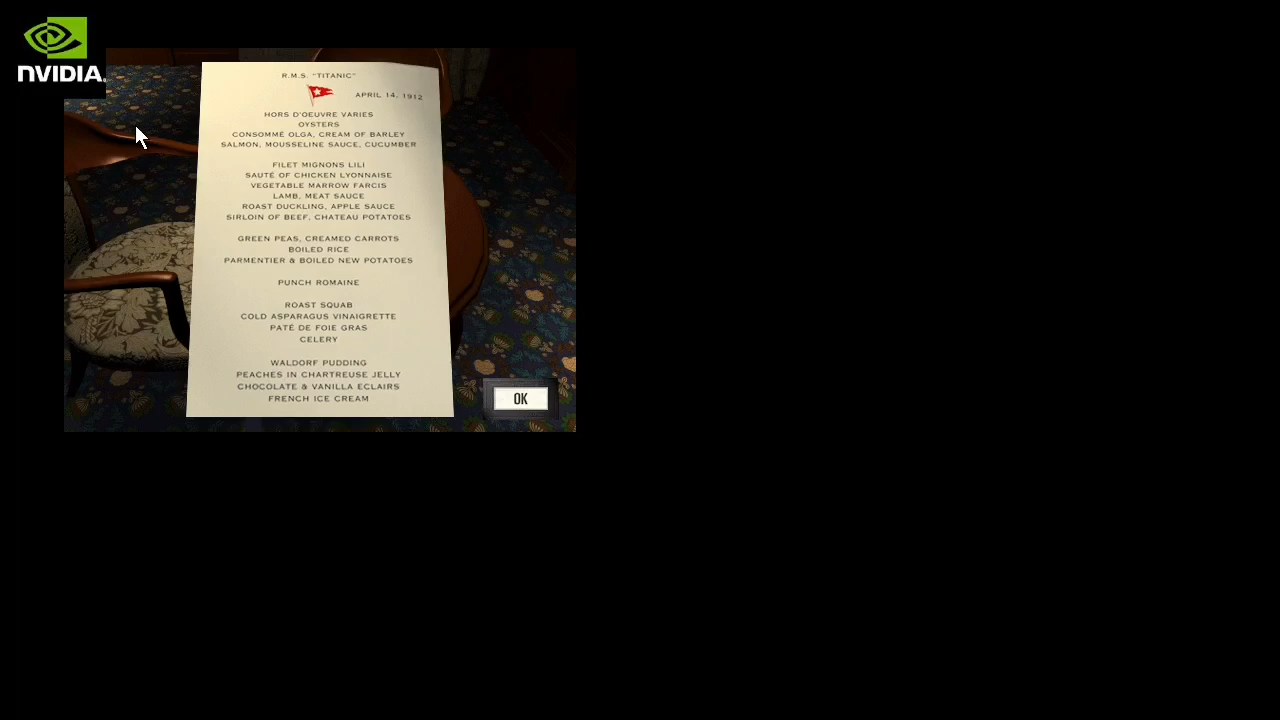 NVIDIA.
R.M.S. "TITANIC"
APRIL 14, 1912
HORS D'OEUVRE VARIES
OYSTERS
CONSOMMÉ OLGA, CREAM OF BARLEY
SALMON, MOUSSELINE SAUCE, CUCUMBER
FILET MIGNONS LILI
SAUTÉ OF CHICKEN LYONNAISE
VEGETABLE MARROW FARCIS
LAMB, MEAT SAUCE
ROAST DUCKLING, APPLE SAUCE
SIRLOIN OF BEEF, CHATEAU POTATOES
GREEN PEAS, CREAMED CARROTS
BOILED RICE
PARMENTIER & BOILED NEW POTATOES
PUNCH ROMAINE
ROAST SQUAB
COLD ASPARAGUS VINAIGRETTE
PATÉ DE FOIE GRAS
CELERY
WALDORF PUDDING
PEACHES IN CHARTREUSE JELLY
CHOCOLATE & VANILLA ECLAIRS
FRENCH ICE CREAM
OK